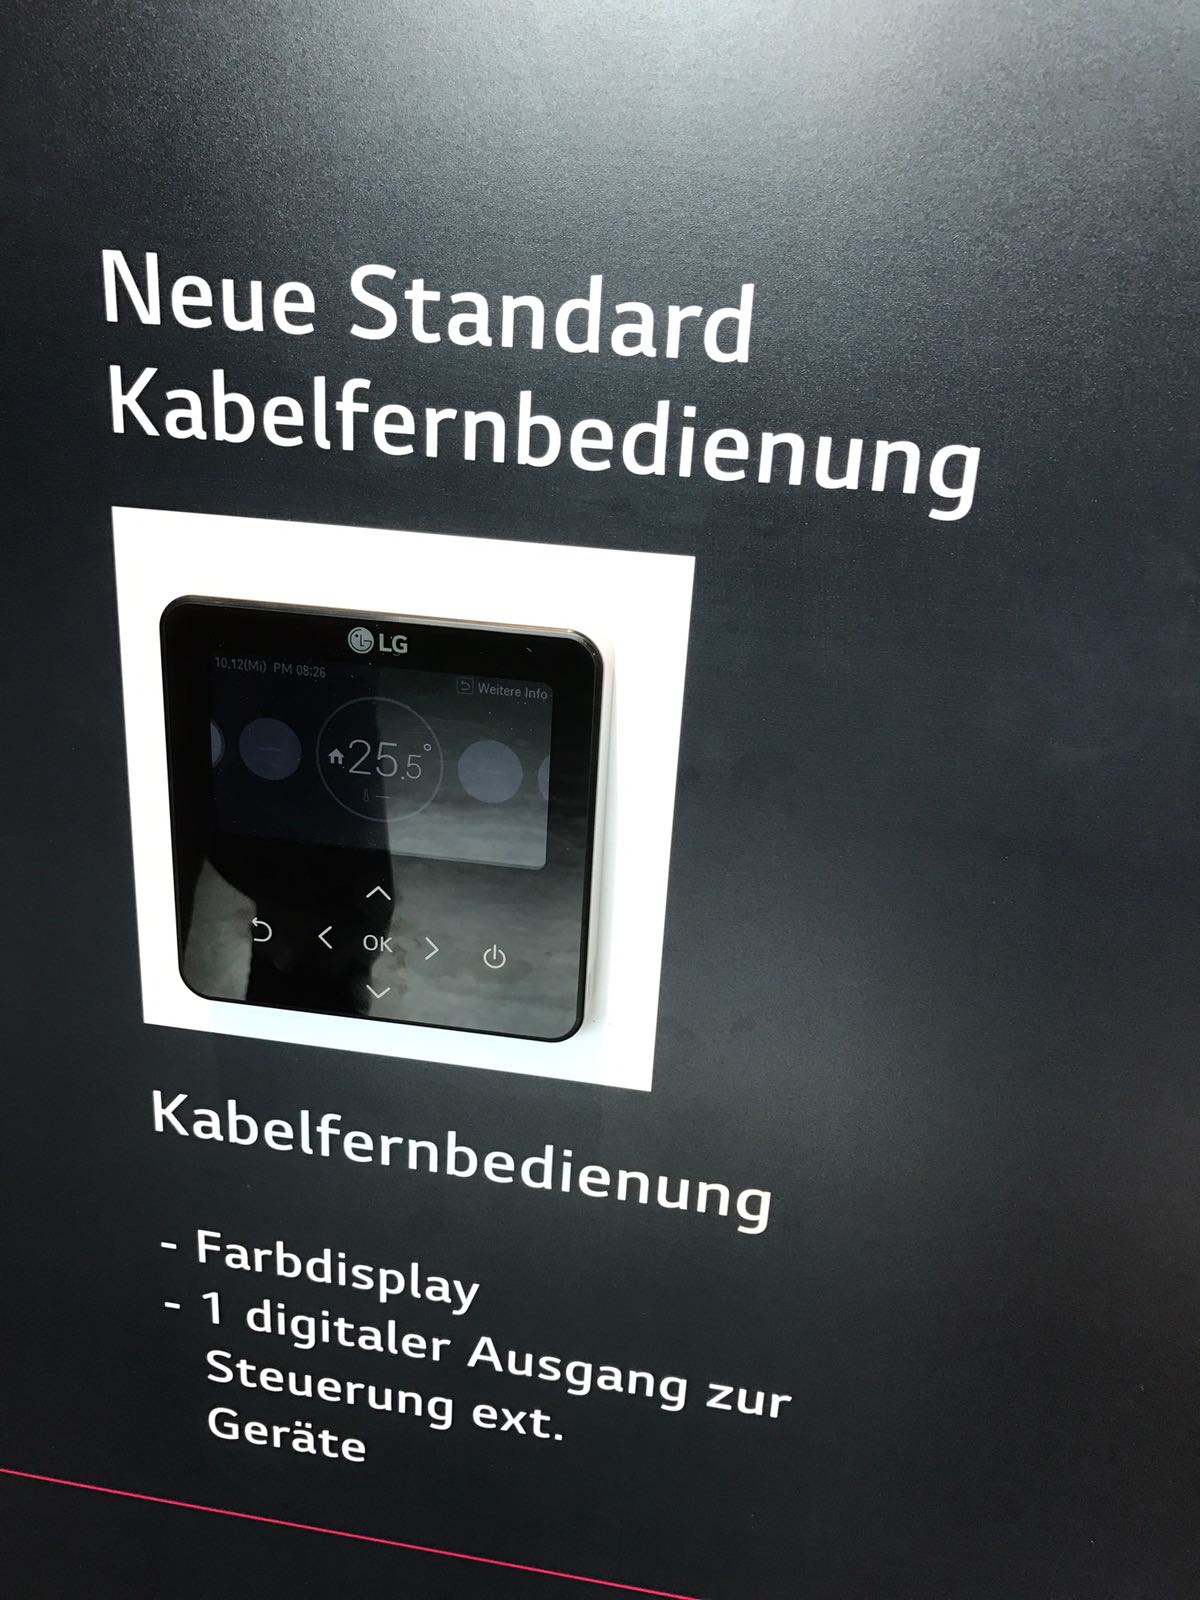 Neue Standard
Kabelfernbedienung
LG
10.12(Mi) PM 08:26
Weitere Info
25.5°
OK
Kabelfernbedienung
- Farbdisplay
- 1 digitaler Ausgang zur
Steuerung ext.
Geräte